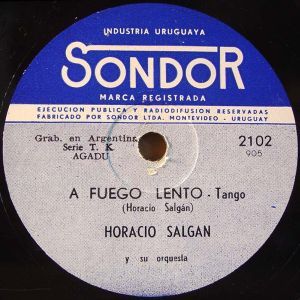 INDUSTRIA URUGUAYA
SONDOR
MARCA REGISTRADA
EJECUCION PUBLICA Y RADIODIFUSION RESERVADAS
FABRICADO POR SONDOR LTDA. MONTEVIDEO - URUGUAY
Grab. en Argentina
Serie T. K
AGADU
2102
905
A FUEGO LENTO - Tango
(Horacio Salgán)
HORACIO SALGAN
y su orquesta